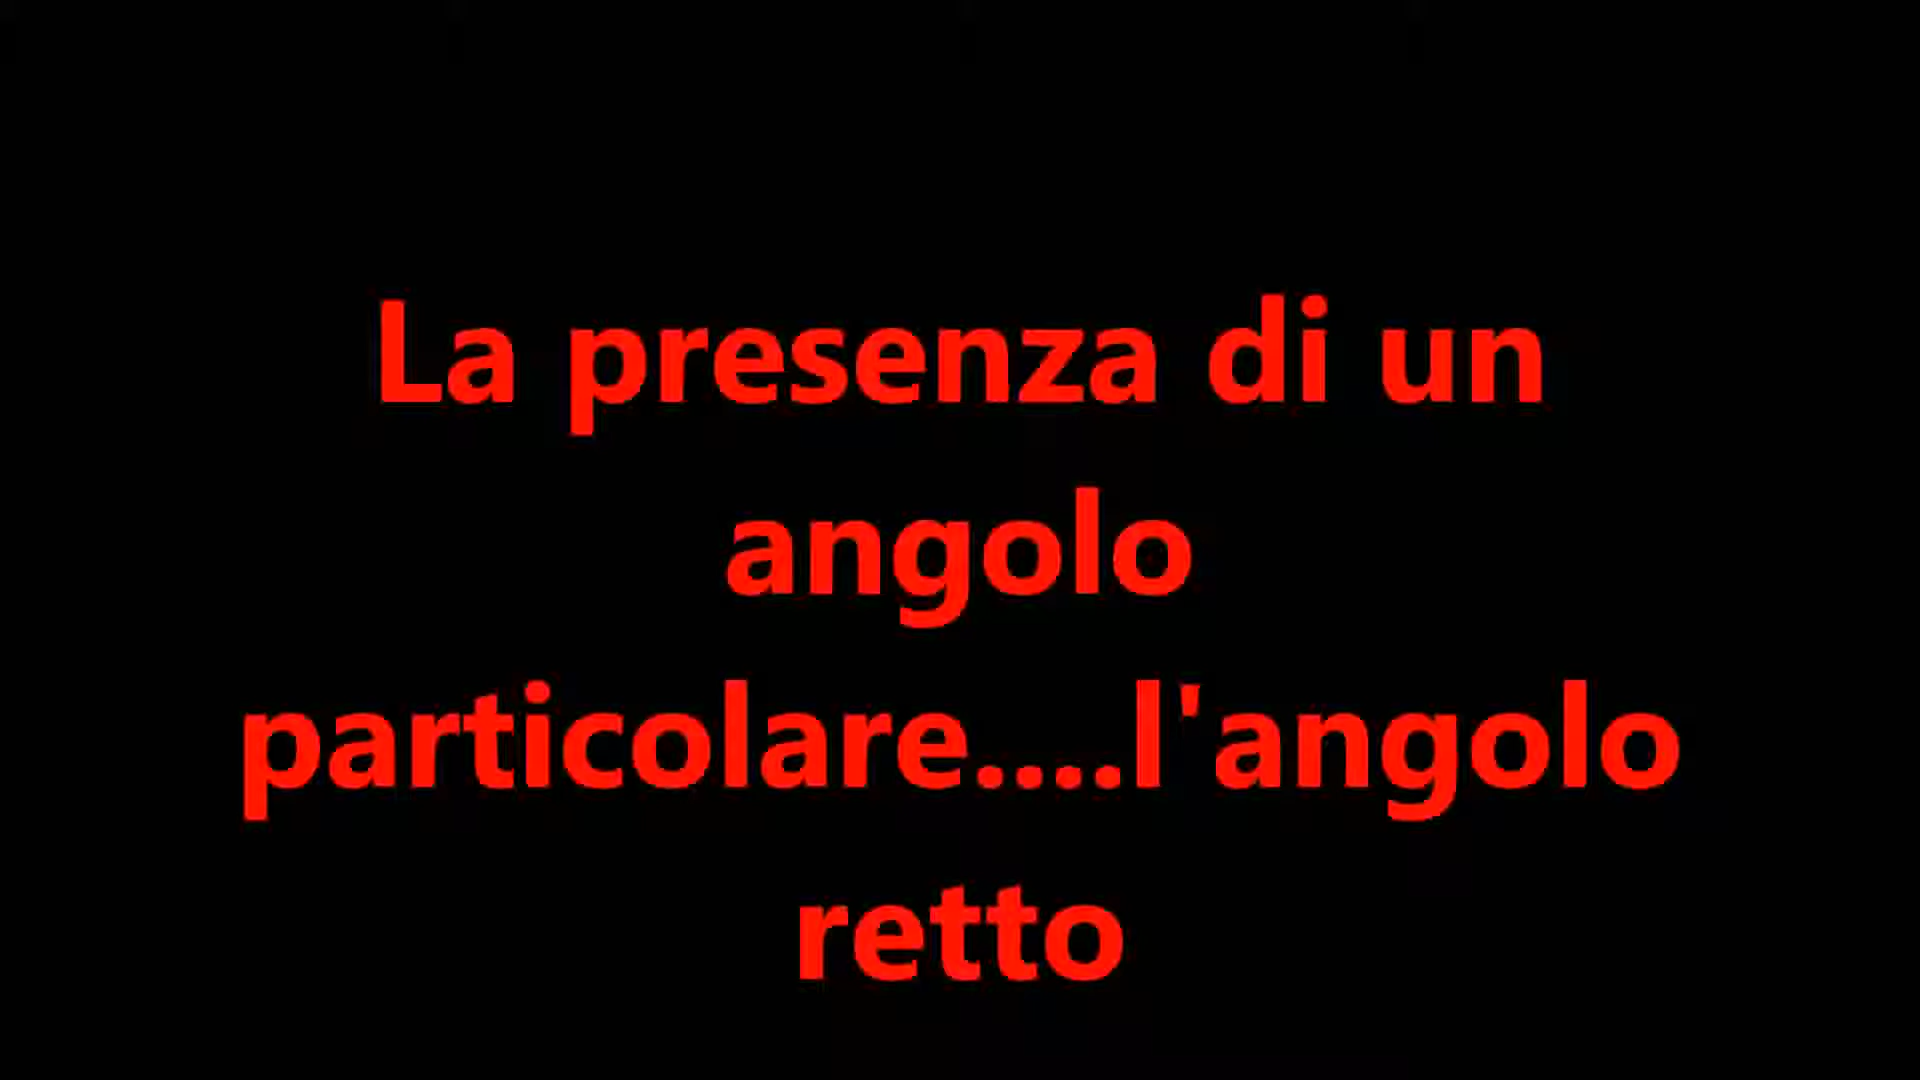 La presenza di un
angolo
particolare....l'angolo
retto